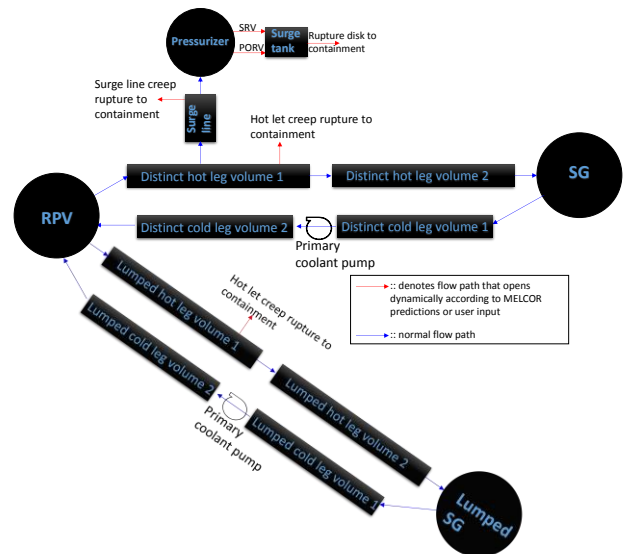 SRV
Pressurizer
PORV
Surge
tank
Rupture disk to
containment
Surge line creep
rupture to
containment
Surge
line
Hot let creep rupture to
containment
Distinct hot leg volume 1
Distinct hot leg volume 2
SG
RPV
Distinct cold leg volume 2
Distinct cold leg volume 1
Primary
coolant pump
Lumped hot leg volume 1
Hot let creep rupture to
containment
:: denotes flow path that opens
dynamically according to MELCOR
predictions or user input
:: normal flow path
Lumped cold leg volume 2
Lumped hot leg volume 2
Primary
coolant pump
Lumped cold leg volume 1
Lumped
SG